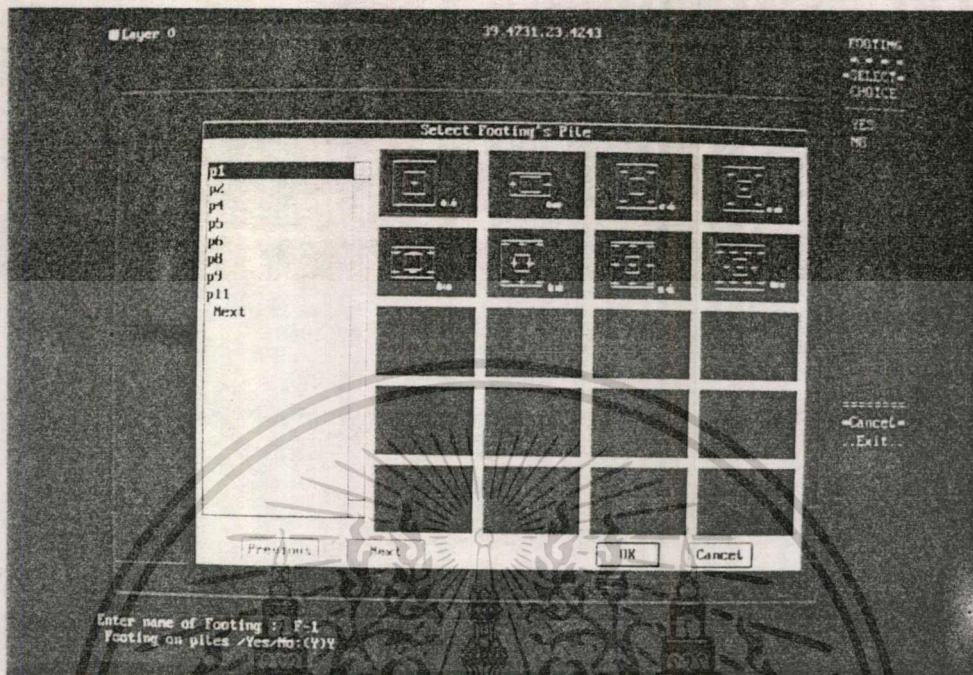 Layer 0
39.4231,23.4243
FOOTING
* * * *
=SELECT=
CHOICE
YES
NO
Select Footing's Pile
p1
p2
p4
p5
p6
p8
p9
p11
Next
Previous
Next
OK
Cancel
========
=Cancel=
..Exit..
Enter name of Footing : F-1
Footing on piles /Yes/No:(Y)Y